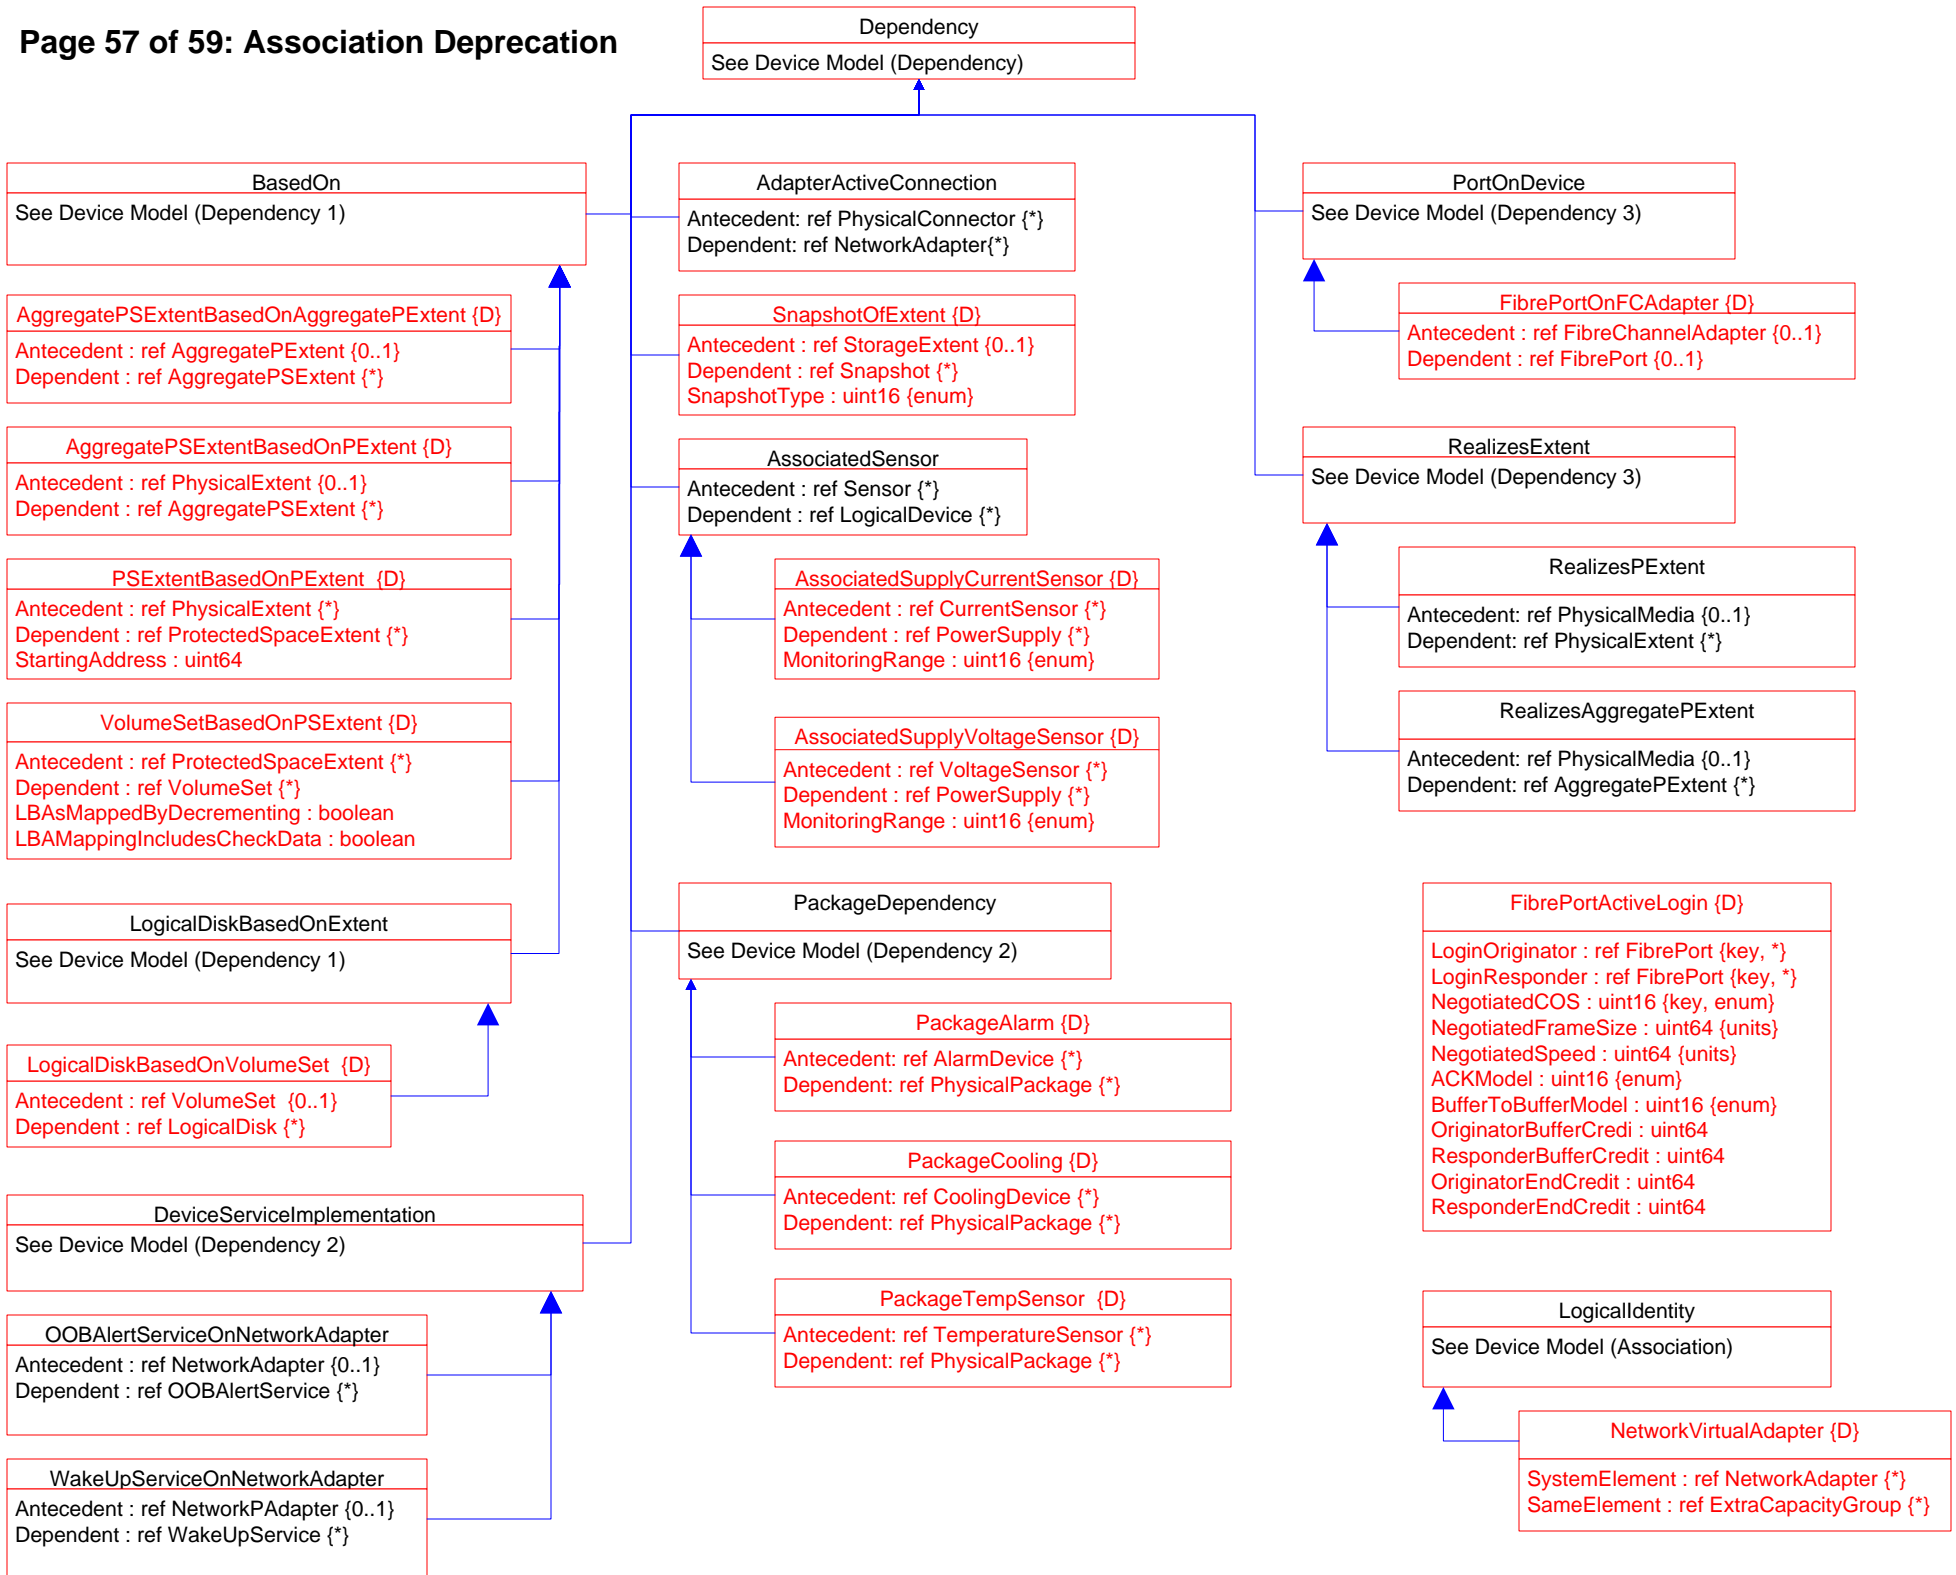 Page 57 of 59: Association Deprecation
Dependency
See Device Model (Dependency)
BasedOn
See Device Model (Dependency 1)
AggregatePSExtentBasedOnAggregatePExtent {D}
Antecedent : ref AggregatePExtent {0..1}
Dependent : ref AggregatePSExtent {*}
AggregatePSExtentBasedOnPExtent {D}
Antecedent : ref PhysicalExtent {0..1}
Dependent : ref AggregatePSExtent {*}
PSExtentBasedOnPExtent {D}
Antecedent : ref PhysicalExtent {*}
Dependent : ref ProtectedSpaceExtent {*}
StartingAddress : uint64
VolumeSetBasedOnPSExtent {D}
Antecedent : ref ProtectedSpaceExtent {*}
Dependent : ref VolumeSet {*}
LBAsMappedByDecrementing : boolean
LBAMappingIncludesCheckData : boolean
LogicalDiskBasedOnExtent
See Device Model (Dependency 1)
LogicalDiskBasedOnVolumeSet {D}
Antecedent : ref VolumeSet {0..1}
Dependent : ref LogicalDisk {*}
DeviceServiceImplementation
See Device Model (Dependency 2)
OOBAlertServiceOnNetworkAdapter
Antecedent : ref NetworkAdapter {0..1}
Dependent : ref OOBAlertService {*}
WakeUpServiceOnNetworkAdapter
Antecedent : ref NetworkPAdapter {0..1}
Dependent : ref WakeUpService {*}
AdapterActiveConnection
Antecedent: ref PhysicalConnector {*}
Dependent: ref NetworkAdapter{*}
SnapshotOfExtent {D}
Antecedent : ref StorageExtent {0..1}
Dependent : ref Snapshot {*}
SnapshotType : uint16 {enum}
AssociatedSensor
Antecedent : ref Sensor {*}
Dependent : ref LogicalDevice {*}
AssociatedSupplyCurrentSensor {D}
Antecedent : ref CurrentSensor {*}
Dependent : ref PowerSupply {*}
MonitoringRange : uint16 {enum}
AssociatedSupplyVoltageSensor {D}
Antecedent : ref VoltageSensor {*}
Dependent : ref PowerSupply {*}
MonitoringRange : uint16 {enum}
PackageDependency
See Device Model (Dependency 2)
PackageAlarm {D}
Antecedent: ref AlarmDevice {*}
Dependent: ref PhysicalPackage {*}
PackageCooling {D}
Antecedent: ref CoolingDevice {*}
Dependent: ref PhysicalPackage {*}
PackageTempSensor {D}
Antecedent: ref TemperatureSensor {*}
Dependent: ref PhysicalPackage {*}
PortOnDevice
See Device Model (Dependency 3)
FibrePortOnFCAdapter {D}
Antecedent : ref FibreChannelAdapter {0..1}
Dependent : ref FibrePort {0..1}
RealizesExtent
See Device Model (Dependency 3)
RealizesPExtent
Antecedent: ref PhysicalMedia {0..1}
Dependent: ref PhysicalExtent {*}
RealizesAggregatePExtent
Antecedent: ref PhysicalMedia {0..1}
Dependent: ref AggregatePExtent {*}
FibrePortActiveLogin {D}
LoginOriginator : ref FibrePort {key, *}
LoginResponder : ref FibrePort {key, *}
NegotiatedCOS : uint16 {key, enum}
NegotiatedFrameSize : uint64 {units}
NegotiatedSpeed : uint64 {units}
ACKModel : uint16 {enum}
BufferToBufferModel : uint16 {enum}
OriginatorBufferCredi : uint64
ResponderBufferCredit : uint64
OriginatorEndCredit : uint64
ResponderEndCredit : uint64
LogicalIdentity
See Device Model (Association)
NetworkVirtualAdapter {D}
SystemElement : ref NetworkAdapter {*}
SameElement : ref ExtraCapacityGroup {*}